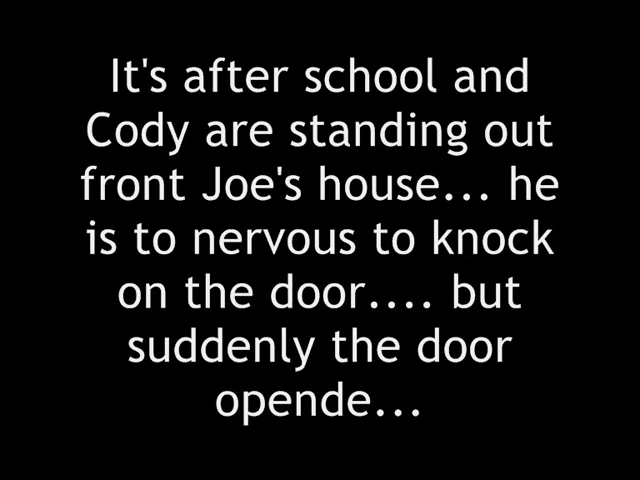 It's after school and
Cody are standing out
front Joe's house... he
is to nervous to knock
on the door.... but
suddenly the door
opende...